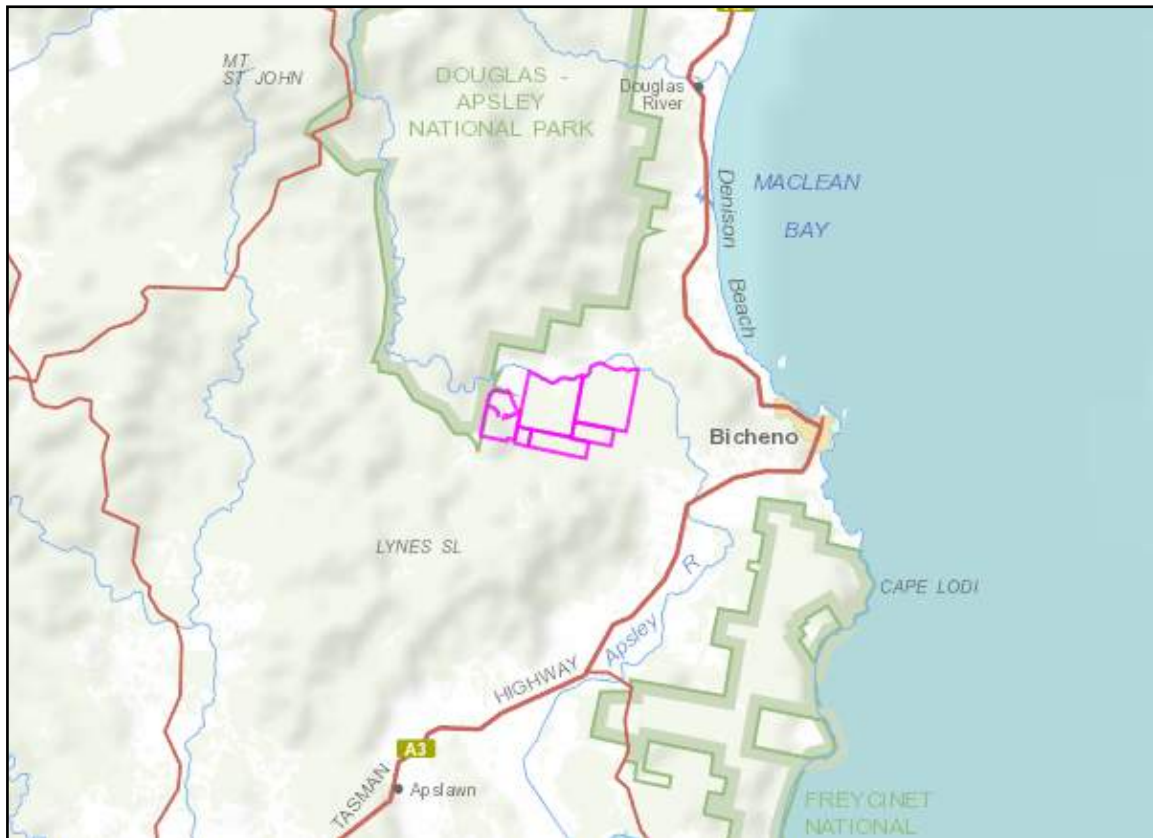 MT
ST JOHN
DOUGLAS -
APSLEY
NATIONAL PARK
Douglas
River
Denison
Beach
MACLEAN
BAY
Bicheno
LYNES SL
CAPE LODI
Apsley R
TASMAN HIGHWAY
A3
Apslawn
FREYCINET
NATIONAL